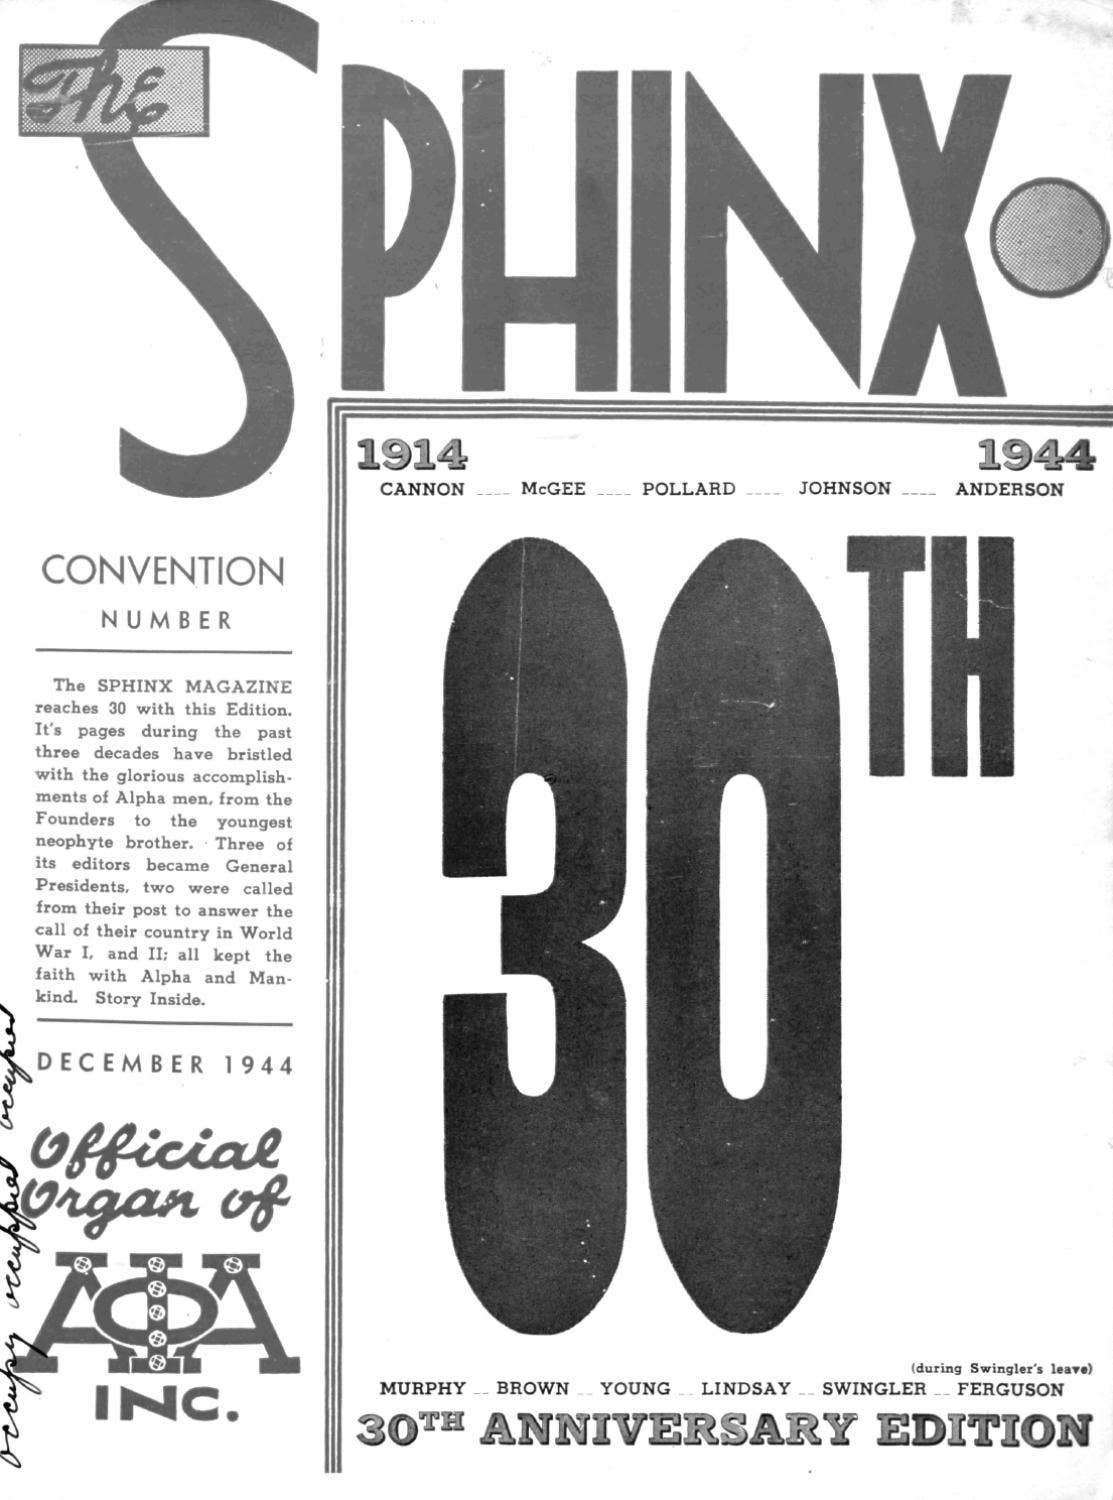 The
SPHINX
1914 1944
CANNON ---- McGEE ---- POLLARD ---- JOHNSON ---- ANDERSON
30TH
CONVENTION
NUMBER
The SPHINX MAGAZINE
reaches 30 with this Edition.
It's pages during the past
three decades have bristled
with the glorious accomplish-
ments of Alpha men, from the
Founders to the youngest
neophyte brother. Three of
its editors became General
Presidents, two were called
from their post to answer the
call of their country in World
War I, and II; all kept the
faith with Alpha and Man-
kind. Story Inside.
DECEMBER 1944
Official
Organ of
ΑΦΑ
INC.
(during Swingler's leave)
MURPHY -- BROWN -- YOUNG -- LINDSAY -- SWINGLER -- FERGUSON
30TH ANNIVERSARY EDITION
occupy occuppied occupied